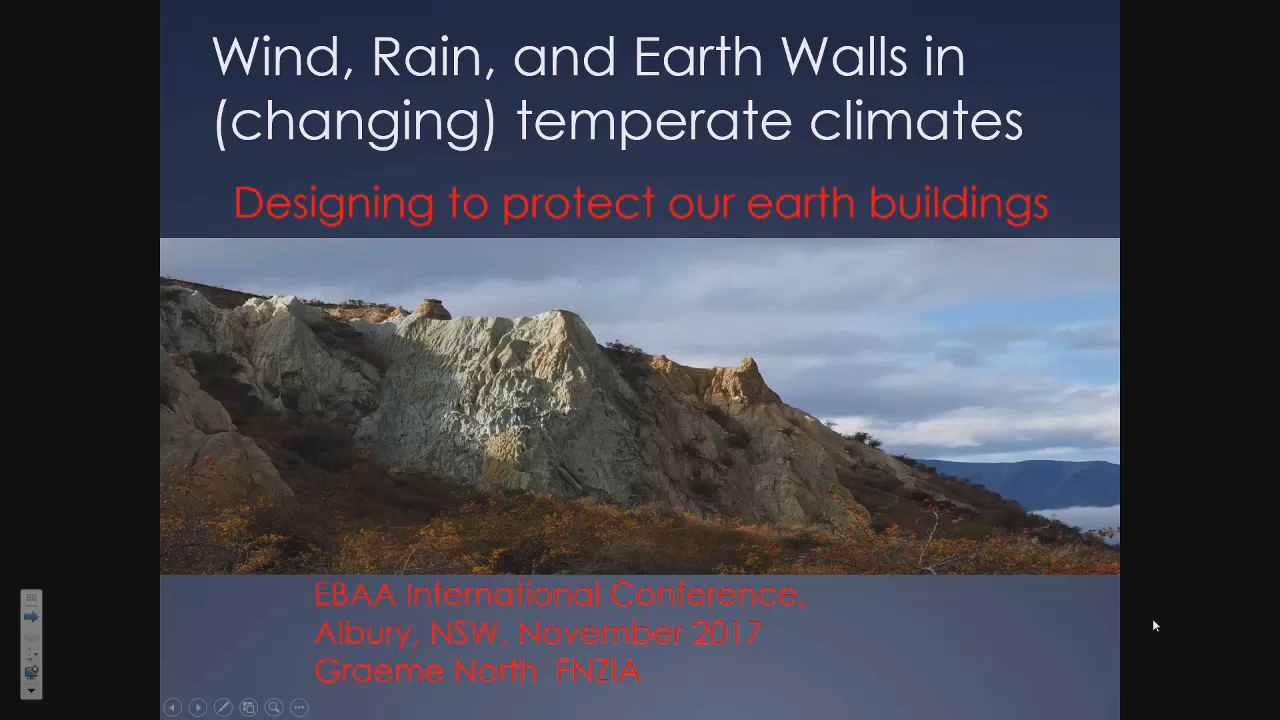 Wind, Rain, and Earth Walls in
(changing) temperate climates
Designing to protect our earth buildings
EBAA International Conference,
Albury, NSW, November 2017
Graeme North FNZIA